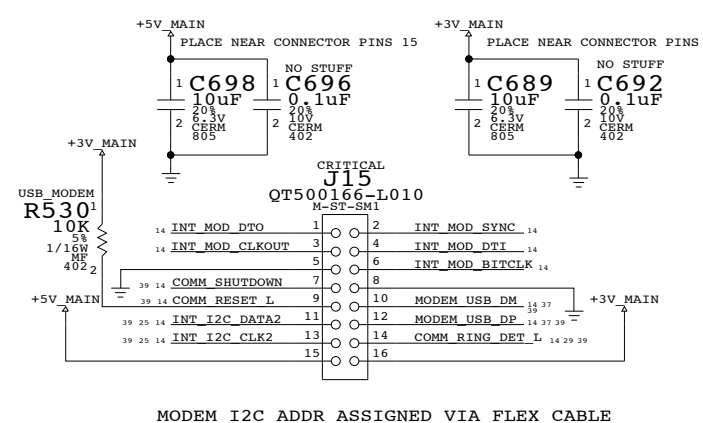 +5V_MAIN
PLACE NEAR CONNECTOR PINS 15
1 C698
10uF
20%
6.3V
2 CERM
805
NO STUFF
1 C696
0.1uF
20%
10V
2 CERM
402
+3V_MAIN
PLACE NEAR CONNECTOR PINS
1 C689
10uF
20%
6.3V
2 CERM
805
NO STUFF
1 C692
0.1uF
20%
10V
2 CERM
402
+3V_MAIN
USB_MODEM
R530 1
10K
5%
1/16W
MF
402 2
CRITICAL
J15
QT500166-L010
M-ST-SM1
14 INT_MOD_DTO 1 2 INT_MOD_SYNC 14
14 INT_MOD_CLKOUT 3 4 INT_MOD_DTI 14
5 6 INT_MOD_BITCLK 14
39 14 COMM_SHUTDOWN 7 8
+5V_MAIN
39 14 COMM_RESET_L 9 10 MODEM_USB_DM 14 37
39
+3V_MAIN
39 25 14 INT_I2C_DATA2 11 12 MODEM_USB_DP 14 37 39
39 25 14 INT_I2C_CLK2 13 14 COMM_RING_DET_L 14 29 39
15 16
MODEM I2C ADDR ASSIGNED VIA FLEX CABLE